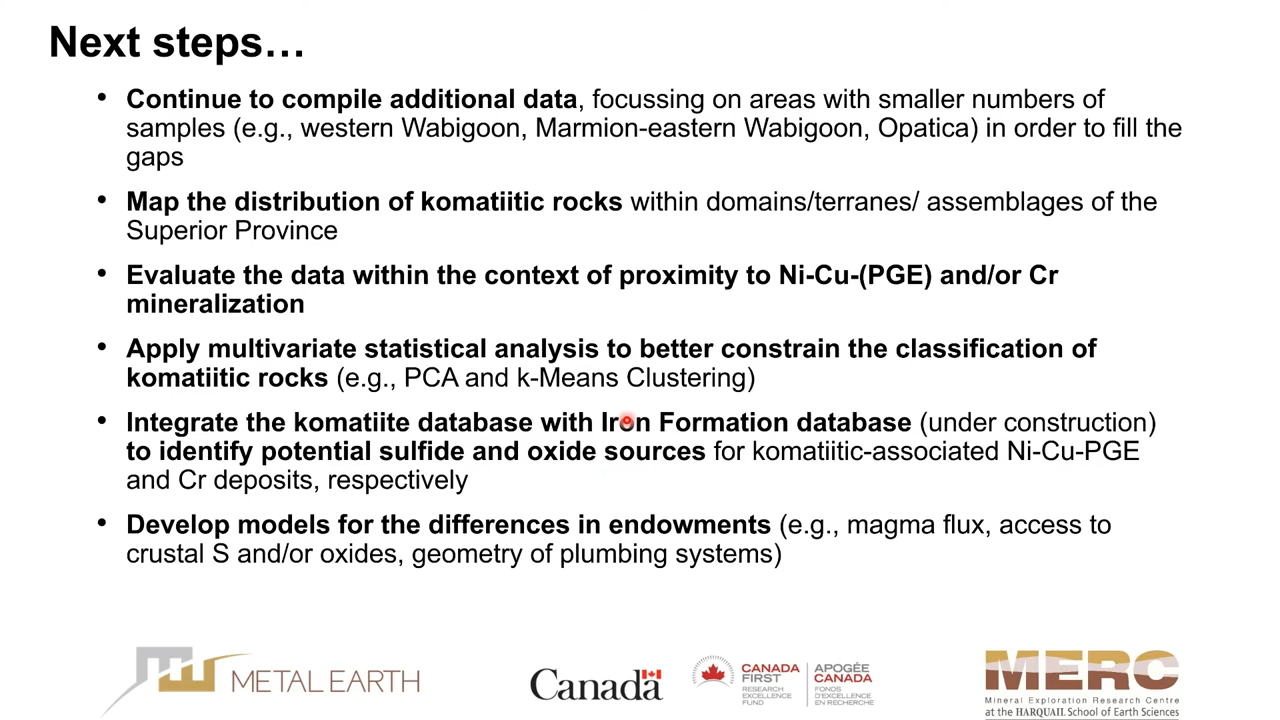 Next steps…
• Continue to compile additional data, focussing on areas with smaller numbers of
samples (e.g., western Wabigoon, Marmion-eastern Wabigoon, Opatica) in order to fill the
gaps
• Map the distribution of komatiitic rocks within domains/terranes/ assemblages of the
Superior Province
• Evaluate the data within the context of proximity to Ni-Cu-(PGE) and/or Cr
mineralization
• Apply multivariate statistical analysis to better constrain the classification of
komatiitic rocks (e.g., PCA and k-Means Clustering)
• Integrate the komatiite database with Iron Formation database (under construction)
to identify potential sulfide and oxide sources for komatiitic-associated Ni-Cu-PGE
and Cr deposits, respectively
• Develop models for the differences in endowments (e.g., magma flux, access to
crustal S and/or oxides, geometry of plumbing systems)
METAL EARTH
Canada
CANADA
FIRST
RESEARCH
EXCELLENCE
FUND
APOGÉE
CANADA
FONDS
D'EXCELLENCE
EN RECHERCHE
MERC
Mineral Exploration Research Centre
at the HARQUAIL School of Earth Sciences